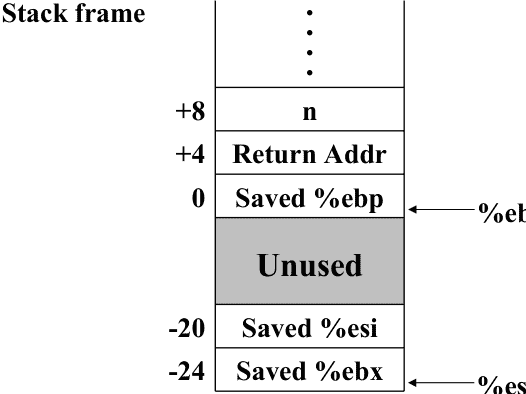 Stack frame
+8 n
+4 Return Addr
0 Saved %ebp
%eb
Unused
-20 Saved %esi
-24 Saved %ebx
%es